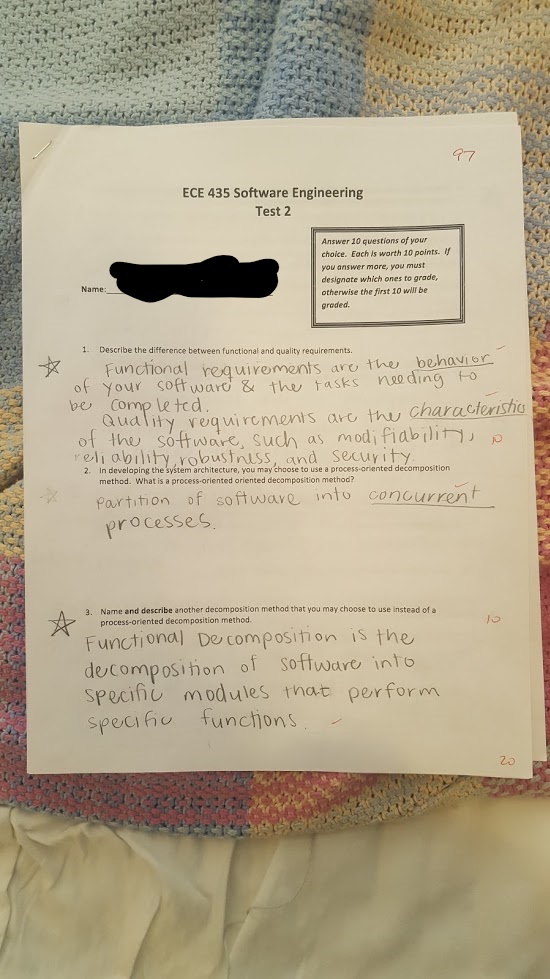 97
ECE 435 Software Engineering
Test 2
Answer 10 questions of your
choice. Each is worth 10 points. If
you answer more, you must
designate which ones to grade,
otherwise the first 10 will be
graded.
Name:
1. Describe the difference between functional and quality requirements.
Functional requirements are the behavior
of your software & the tasks needing to
be completed.
Quality requirements are the characteristics
of the software, such as modifiability, 10
reliability, robustness, and security.
2. In developing the system architecture, you may choose to use a process-oriented decomposition
method. What is a process-oriented oriented decomposition method?
Partition of software into concurrent
processes.
3. Name and describe another decomposition method that you may choose to use instead of a
process-oriented decomposition method. 10
Functional Decomposition is the
decomposition of software into
specific modules that perform
specific functions.
20